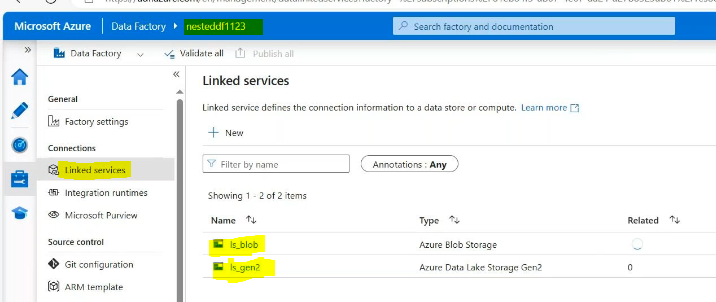 Microsoft Azure Data Factory nesteddf1123 Search factory and documentation
Data Factory Validate all Publish all
General
Factory settings
Connections
Linked services
Integration runtimes
Microsoft Purview
Source control
Git configuration
ARM template
Linked services
Linked service defines the connection information to a data store or compute. Learn more
New
Filter by name
Annotations : Any
Showing 1 - 2 of 2 items
Name Type Related
ls_blob Azure Blob Storage
ls_gen2 Azure Data Lake Storage Gen2 0